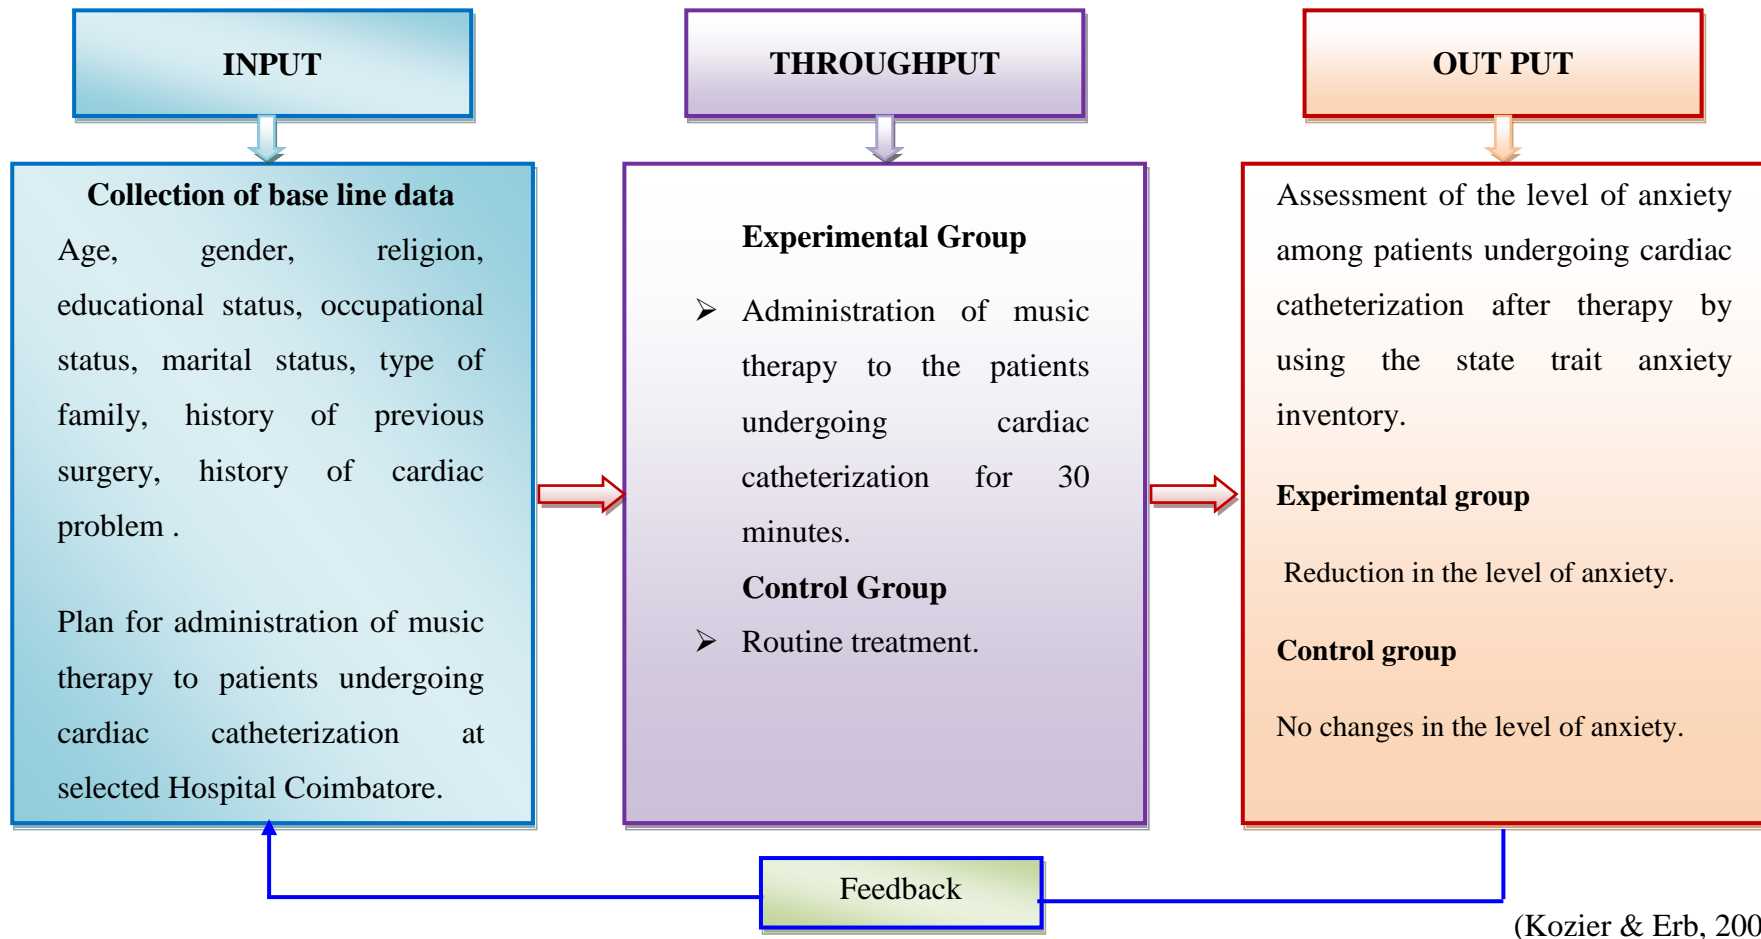 INPUT
THROUGHPUT
OUT PUT
Collection of base line data
Age, gender, religion,
educational status, occupational
status, marital status, type of
family, history of previous
surgery, history of cardiac
problem .
Plan for administration of music
therapy to patients undergoing
cardiac catheterization at
selected Hospital Coimbatore.
Experimental Group
➢ Administration of music
therapy to the patients
undergoing cardiac
catheterization for 30
minutes.
Control Group
➢ Routine treatment.
Assessment of the level of anxiety
among patients undergoing cardiac
catheterization after therapy by
using the state trait anxiety
inventory.
Experimental group
Reduction in the level of anxiety.
Control group
No changes in the level of anxiety.
Feedback
(Kozier & Erb, 200